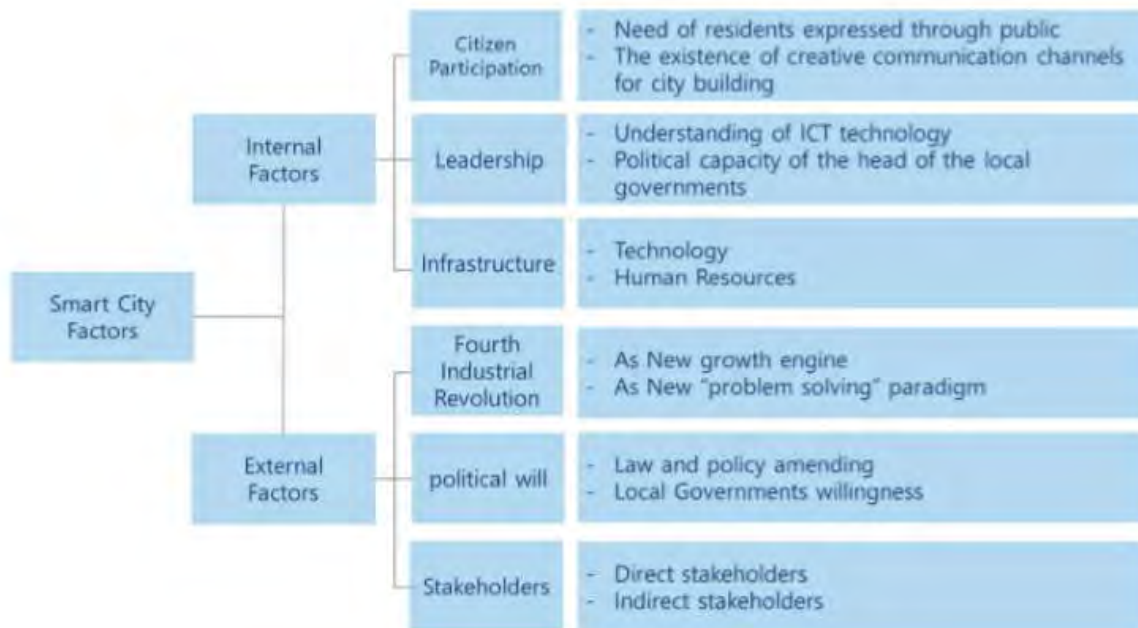 Citizen
Participation
- Need of residents expressed through public
- The existence of creative communication channels
for city building
Internal
Factors
Leadership
- Understanding of ICT technology
- Political capacity of the head of the local
governments
Infrastructure
- Technology
- Human Resources
Smart City
Factors
Fourth
Industrial
Revolution
- As New growth engine
- As New "problem solving" paradigm
External
Factors
political will
- Law and policy amending
- Local Governments willingness
Stakeholders
- Direct stakeholders
- Indirect stakeholders